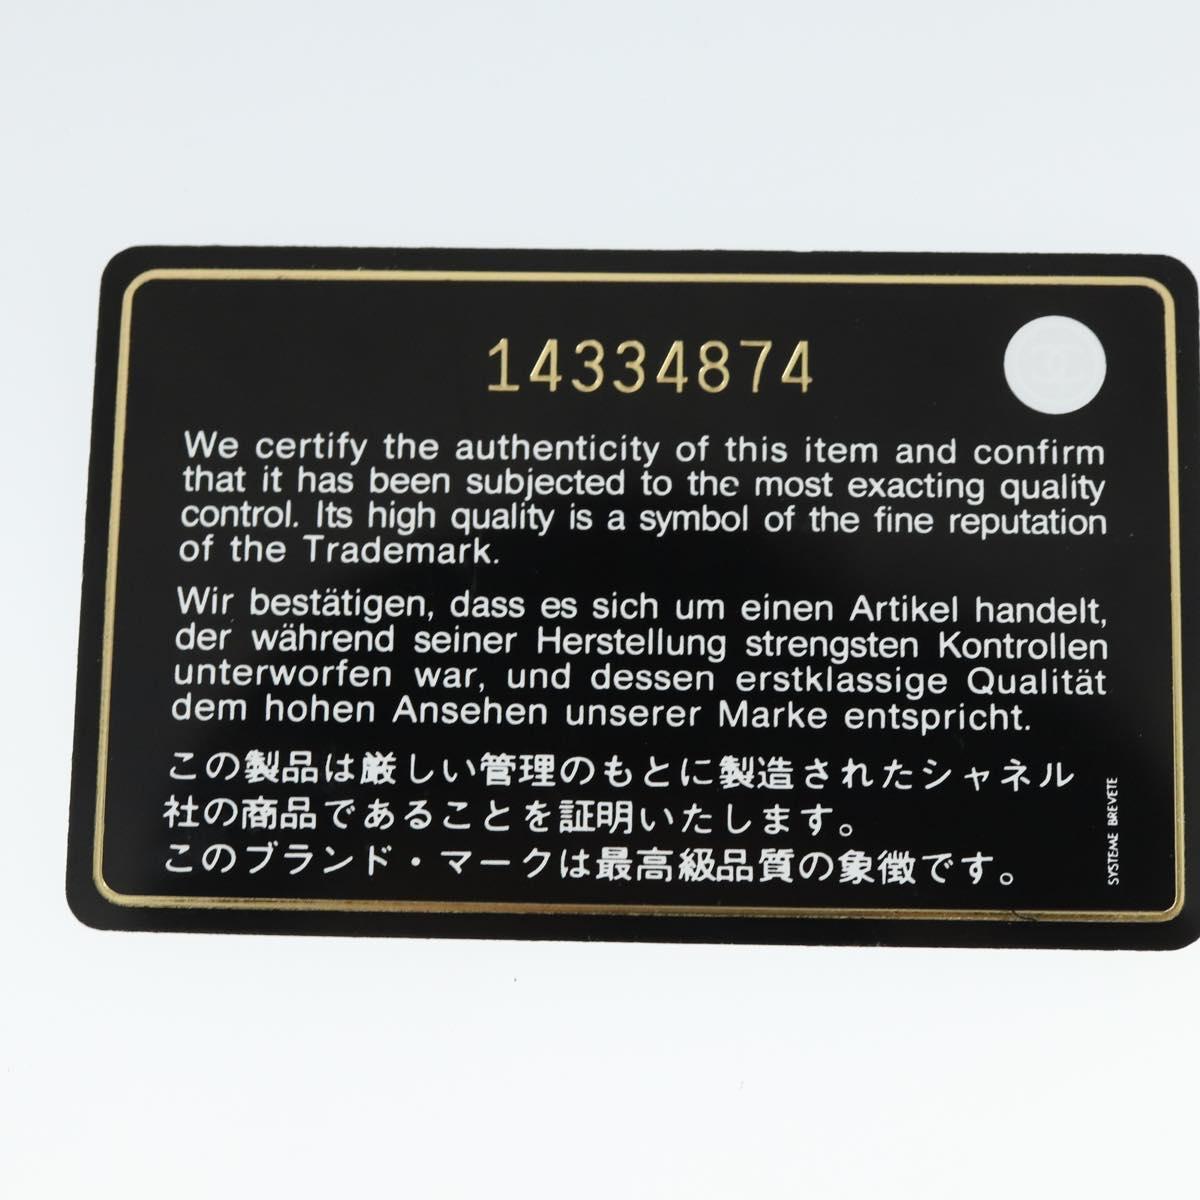 14334874
We certify the authenticity of this item and confirm
that it has been subjected to the most exacting quality
control. Its high quality is a symbol of the fine reputation
of the Trademark.
Wir bestätigen, dass es sich um einen Artikel handelt,
der während seiner Herstellung strengsten Kontrollen
unterworfen war, und dessen erstklassige Qualität
dem hohen Ansehen unserer Marke entspricht.
この製品は厳しい管理のもとに製造されたシャネル
社の商品であることを証明いたします。
このブランド・マークは最高級品質の象徴です。
SYSTEME BREVETE